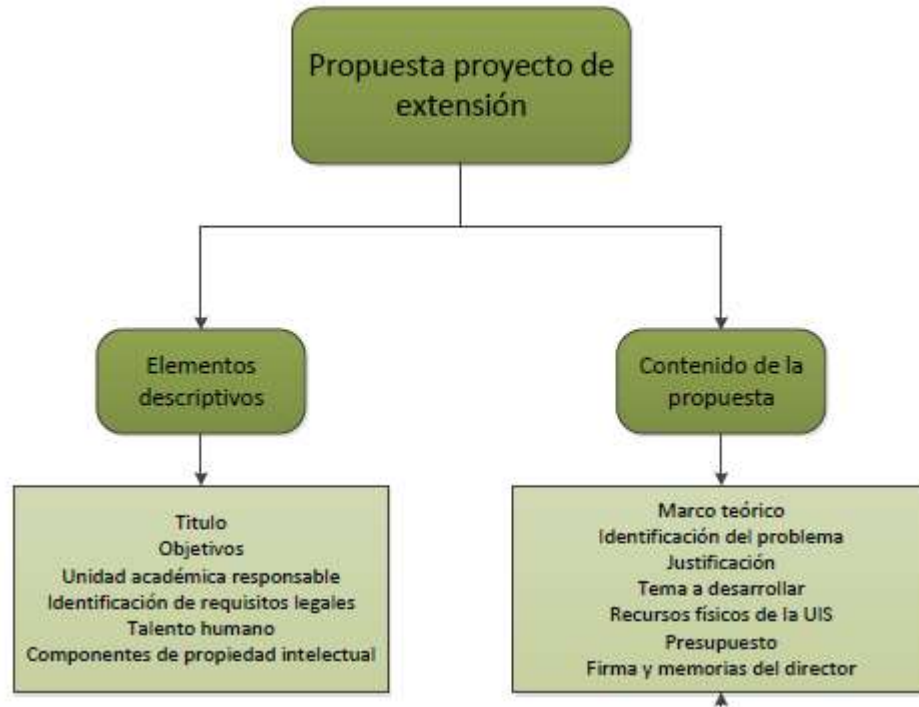 Propuesta proyecto de
extensión
Elementos
descriptivos
Contenido de la
propuesta
Titulo
Objetivos
Unidad académica responsable
Identificación de requisitos legales
Talento humano
Componentes de propiedad intelectual
Marco teórico
Identificación del problema
Justificación
Tema a desarrollar
Recursos físicos de la UIS
Presupuesto
Firma y memorias del director